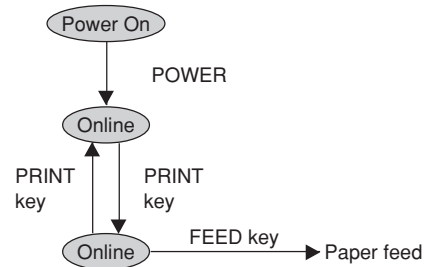 Power On
POWER
Online
PRINT
key
PRINT
key
Online
FEED key
Paper feed